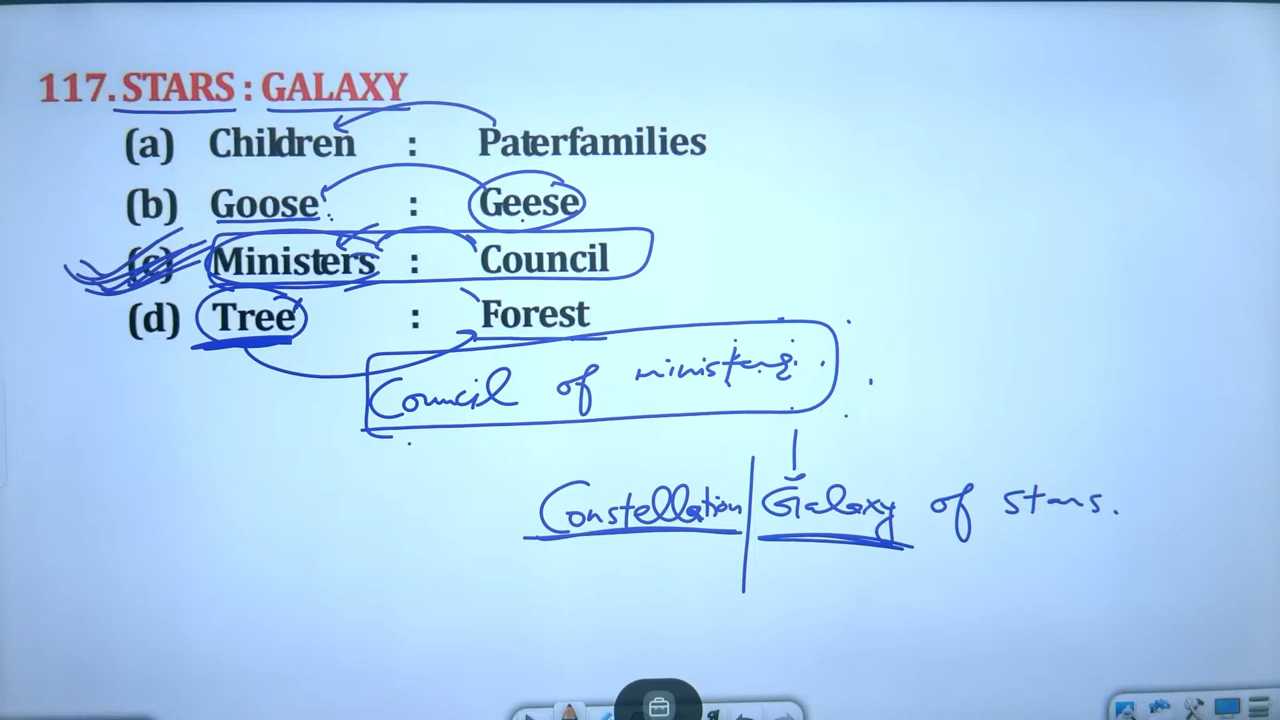 117. STARS : GALAXY
(a) Children : Paterfamilies
(b) Goose : Geese
(c) Ministers : Council
(d) Tree : Forest
Council of ministers
Constellation | Galaxy of stars.